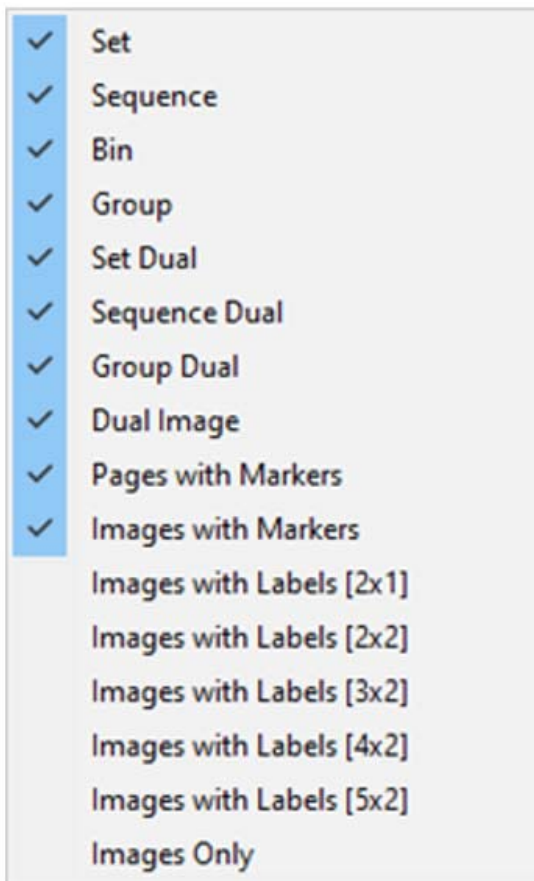 Set
Sequence
Bin
Group
Set Dual
Sequence Dual
Group Dual
Dual Image
Pages with Markers
Images with Markers
Images with Labels [2x1]
Images with Labels [2x2]
Images with Labels [3x2]
Images with Labels [4x2]
Images with Labels [5x2]
Images Only